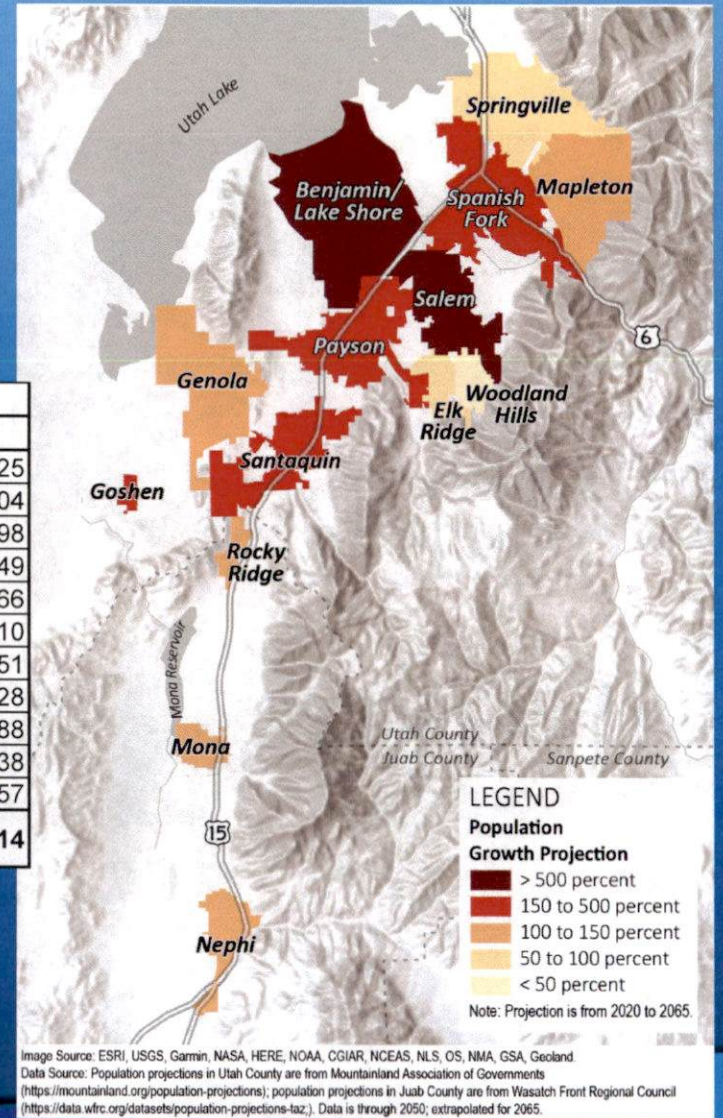 Utah Lake
Springville
Benjamin/
Lake Shore
Spanish
Fork
Mapleton
Salem
Payson
6
Genola
Elk
Ridge
Woodland
Hills
Santaquin
Goshen
Rocky
Ridge
25
04
98
49
66
10
51
28
88
38
57
14
Mona Reservoir
Mona
Utah County
Juab County
Sanpete County
15
Nephi
LEGEND
Population
Growth Projection
> 500 percent
150 to 500 percent
100 to 150 percent
50 to 100 percent
< 50 percent
Note: Projection is from 2020 to 2065.
Image Source: ESRI, USGS, Garmin, NASA, HERE, NOAA, CGIAR, NCEAS, NLS, OS, NMA, GSA, Geoland.
Data Source: Population projections in Utah County are from Mountainland Association of Governments
(https://mountainland.org/population-projections); population projections in Juab County are from Wasatch Front Regional Council
(https://data.wfrc.org/datasets/population-projections-taz;). Data is through 2050; extrapolated for 2065.